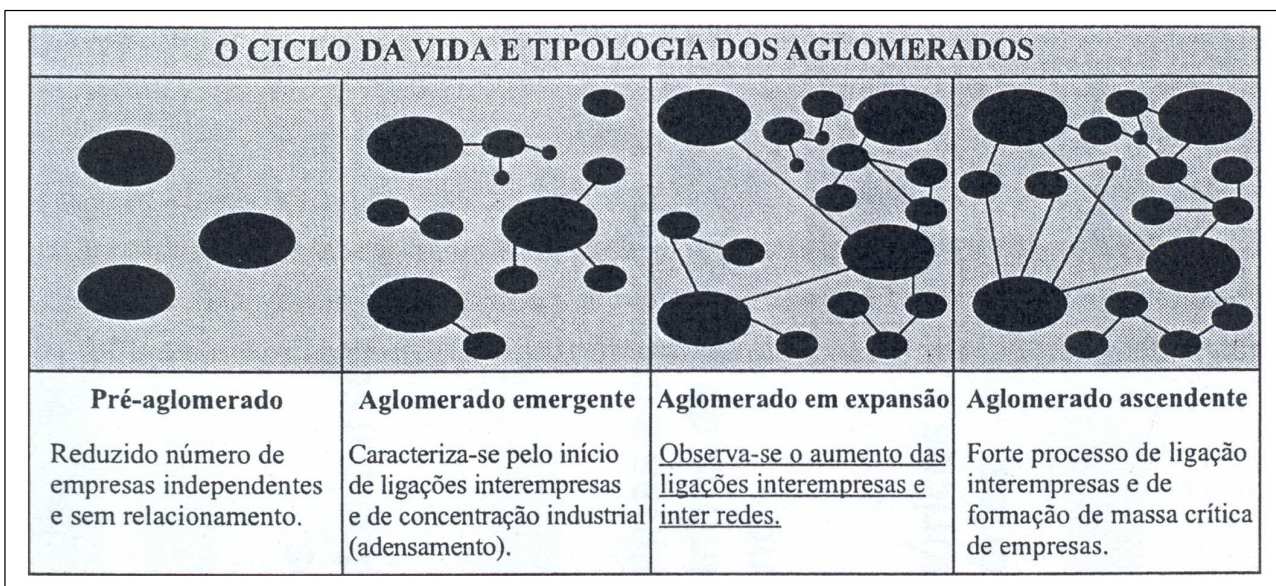 O CICLO DA VIDA E TIPOLOGIA DOS AGLOMERADOS
Pré-aglomerado
Reduzido número de
empresas independentes
e sem relacionamento.
Aglomerado emergente
Caracteriza-se pelo início
de ligações interempresas
e de concentração industrial
(adensamento).
Aglomerado em expansão
Observa-se o aumento das
ligações interempresas e
inter redes.
Aglomerado ascendente
Forte processo de ligação
interempresas e de
formação de massa crítica
de empresas.